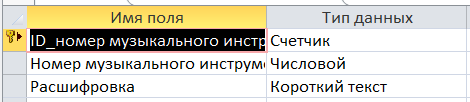 Имя поля Тип данных
ID_номер музыкального инстр Счетчик
Номер музыкального инструм Числовой
Расшифровка Короткий текст